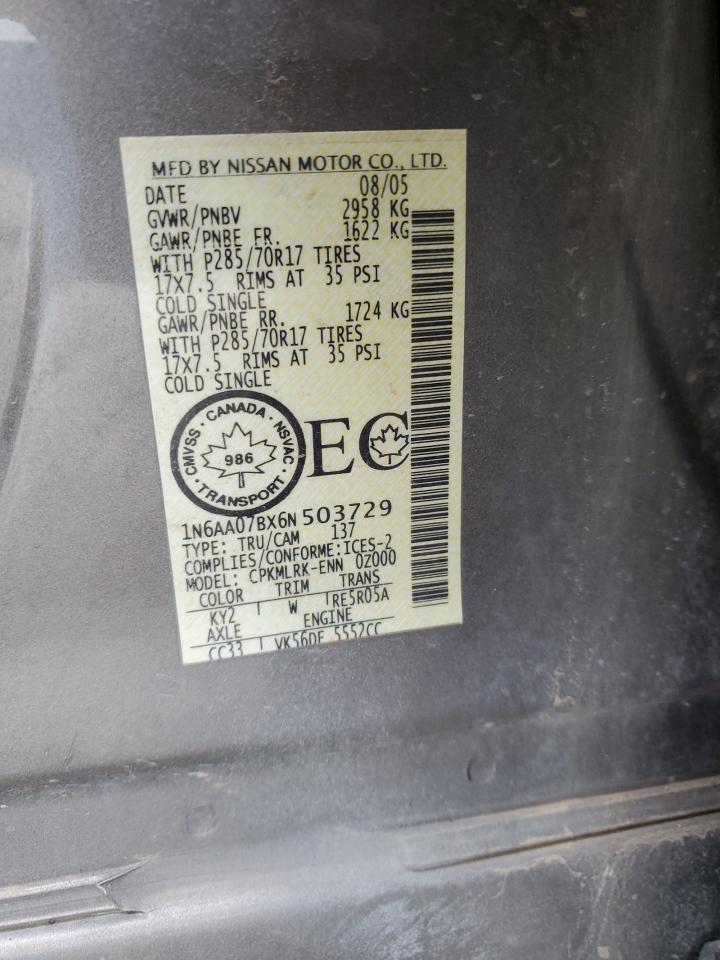 MFD BY NISSAN MOTOR CO., LTD.
DATE 08/05
GVWR/PNBV 2958 KG
GAWR/PNBE FR. 1622 KG
WITH P285/70R17 TIRES
17X7.5 RIMS AT 35 PSI
COLD SINGLE
GAWR/PNBE RR. 1724 KG
WITH P285/70R17 TIRES
17X7.5 RIMS AT 35 PSI
COLD SINGLE
CANADA · NSVAC · TRANSPORT · CMVSS ·
986
EC
1N6AA07BX6N503729
TYPE: TRU/CAM 137
COMPLIES/CONFORME:ICES-2
MODEL: CPKMLRK-ENN 0Z000
COLOR TRIM TRANS
KY2 W RE5R05A
AXLE ENGINE
CC33 VK56DE 5552CC